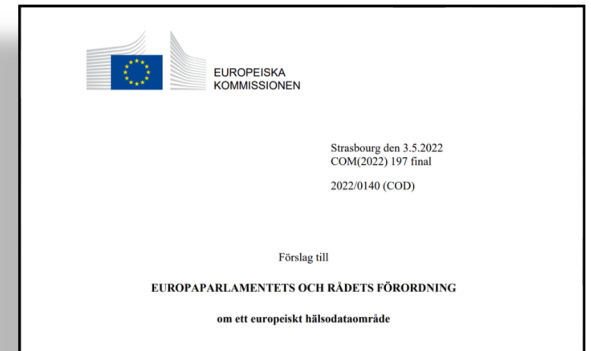 EUROPEISKA
KOMMISSIONEN
Strasbourg den 3.5.2022
COM(2022) 197 final
2022/0140 (COD)
Förslag till
EUROPAPARLAMENTETS OCH RÅDETS FÖRORDNING
om ett europeiskt hälsodataområde